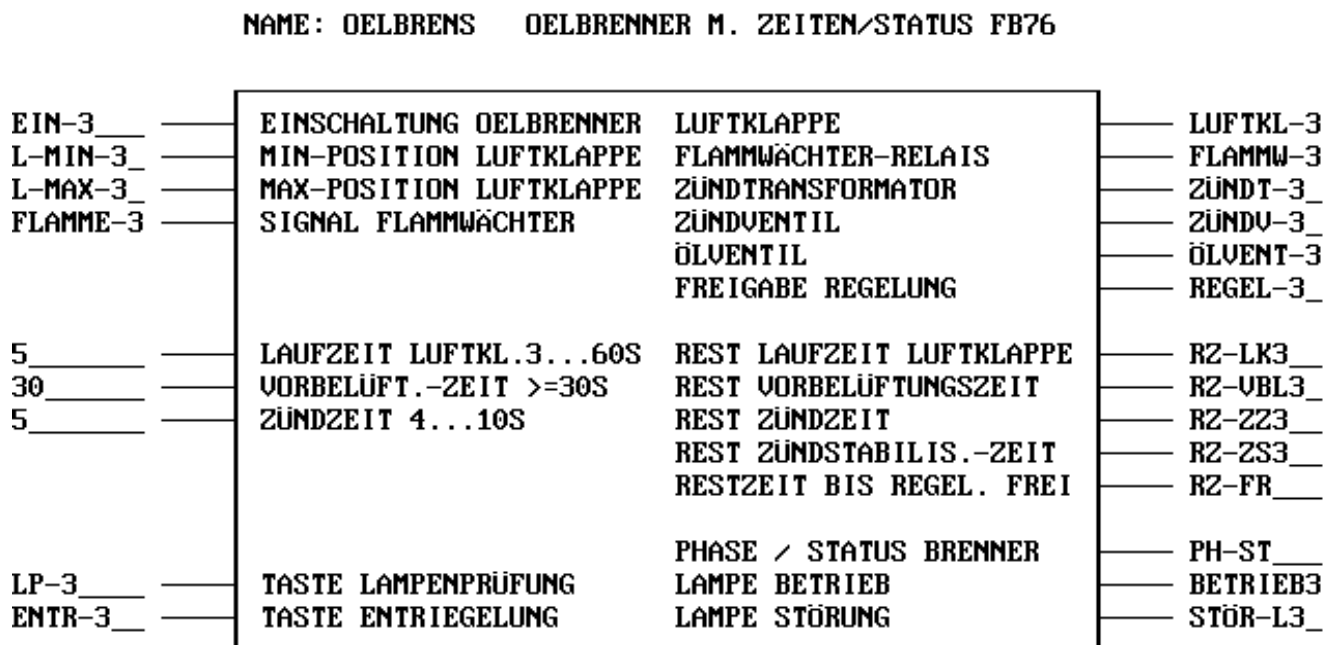 NAME: OELBRENS OELBRENNER M. ZEITEN/STATUS FB76
EIN-3___ EINSCHALTUNG OELBRENNER LUFTKLAPPE LUFTKL-3
L-MIN-3_ MIN-POSITION LUFTKLAPPE FLAMMWÄCHTER-RELAIS FLAMMW-3
L-MAX-3_ MAX-POSITION LUFTKLAPPE ZÜNDTRANSFORMATOR ZÜNDT-3_
FLAMME-3 SIGNAL FLAMMWÄCHTER ZÜNDVENTIL ZÜNDV-3_
ÖLVENTIL ÖLVENT-3
FREIGABE REGELUNG REGEL-3_
5_______ LAUFZEIT LUFTKL.3...60S REST LAUFZEIT LUFTKLAPPE RZ-LK3__
30______ VORBELÜFT.-ZEIT >=30S REST VORBELÜFTUNGSZEIT RZ-VBL3_
5_______ ZÜNDZEIT 4...10S REST ZÜNDZEIT RZ-ZZ3__
REST ZÜNDSTABILIS.-ZEIT RZ-ZS3__
RESTZEIT BIS REGEL. FREI RZ-FR___
PHASE / STATUS BRENNER PH-ST___
LP-3____ TASTE LAMPENPRÜFUNG LAMPE BETRIEB BETRIEB3
ENTR-3__ TASTE ENTRIEGELUNG LAMPE STÖRUNG STÖR-L3_